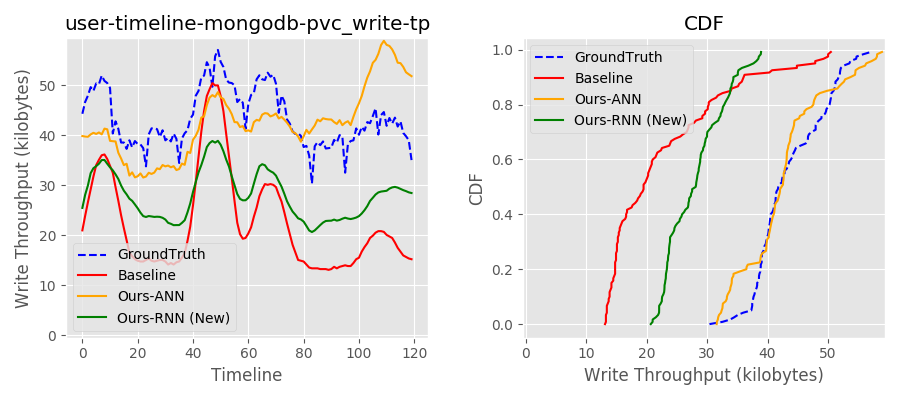 user-timeline-mongodb-pvc_write-tp
Write Throughput (kilobytes)
50
40
30
20
10
0
GroundTruth
Baseline
Ours-ANN
Ours-RNN (New)
0 20 40 60 80 100 120
Timeline
CDF
CDF
1.0
0.8
0.6
0.4
0.2
0.0
GroundTruth
Baseline
Ours-ANN
Ours-RNN (New)
0 10 20 30 40 50
Write Throughput (kilobytes)